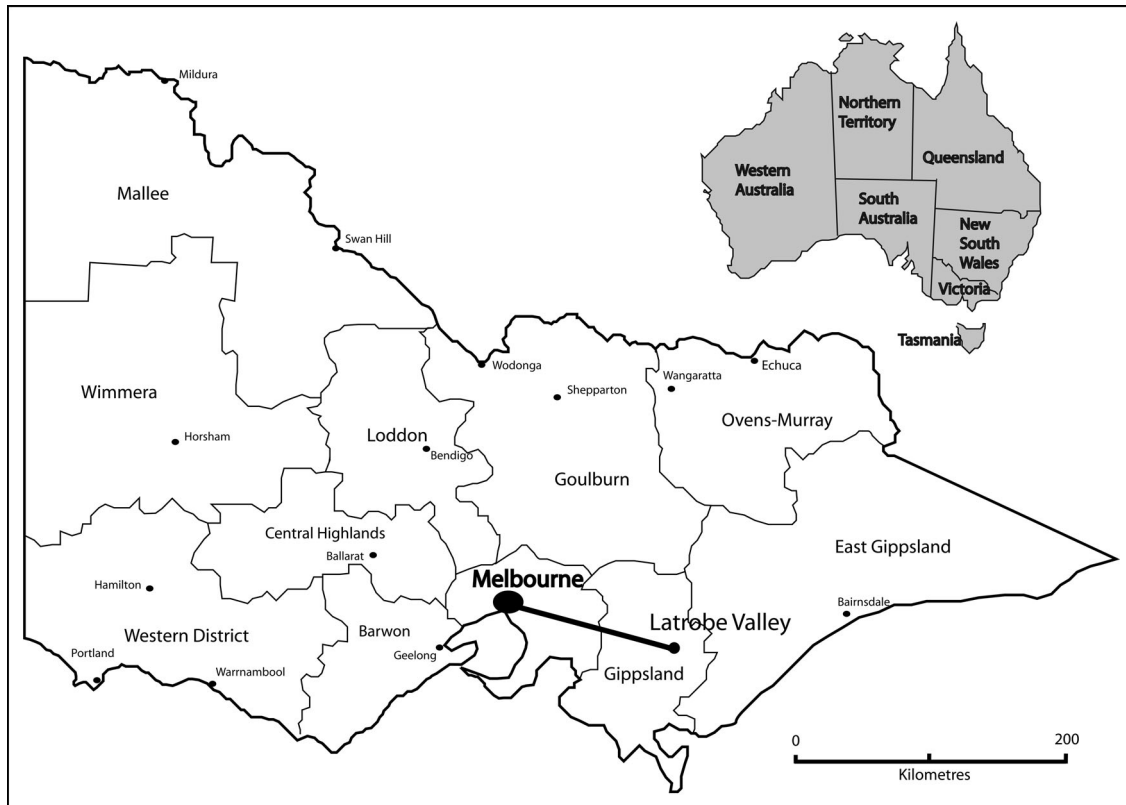 Mildura
Northern
Territory
Queensland
Western
Australia
Mallee
South
Australia
New
South
Wales
Swan Hill
Victoria
Tasmania
Wodonga
Echuca
Wangaratta
Shepparton
Wimmera
Ovens-Murray
Horsham
Loddon
Bendigo
Goulburn
Central Highlands
East Gippsland
Ballarat
Melbourne
Hamilton
Bairnsdale
Latrobe Valley
Western District
Barwon
Geelong
Portland
Warrnambool
Gippsland
0
200
Kilometres